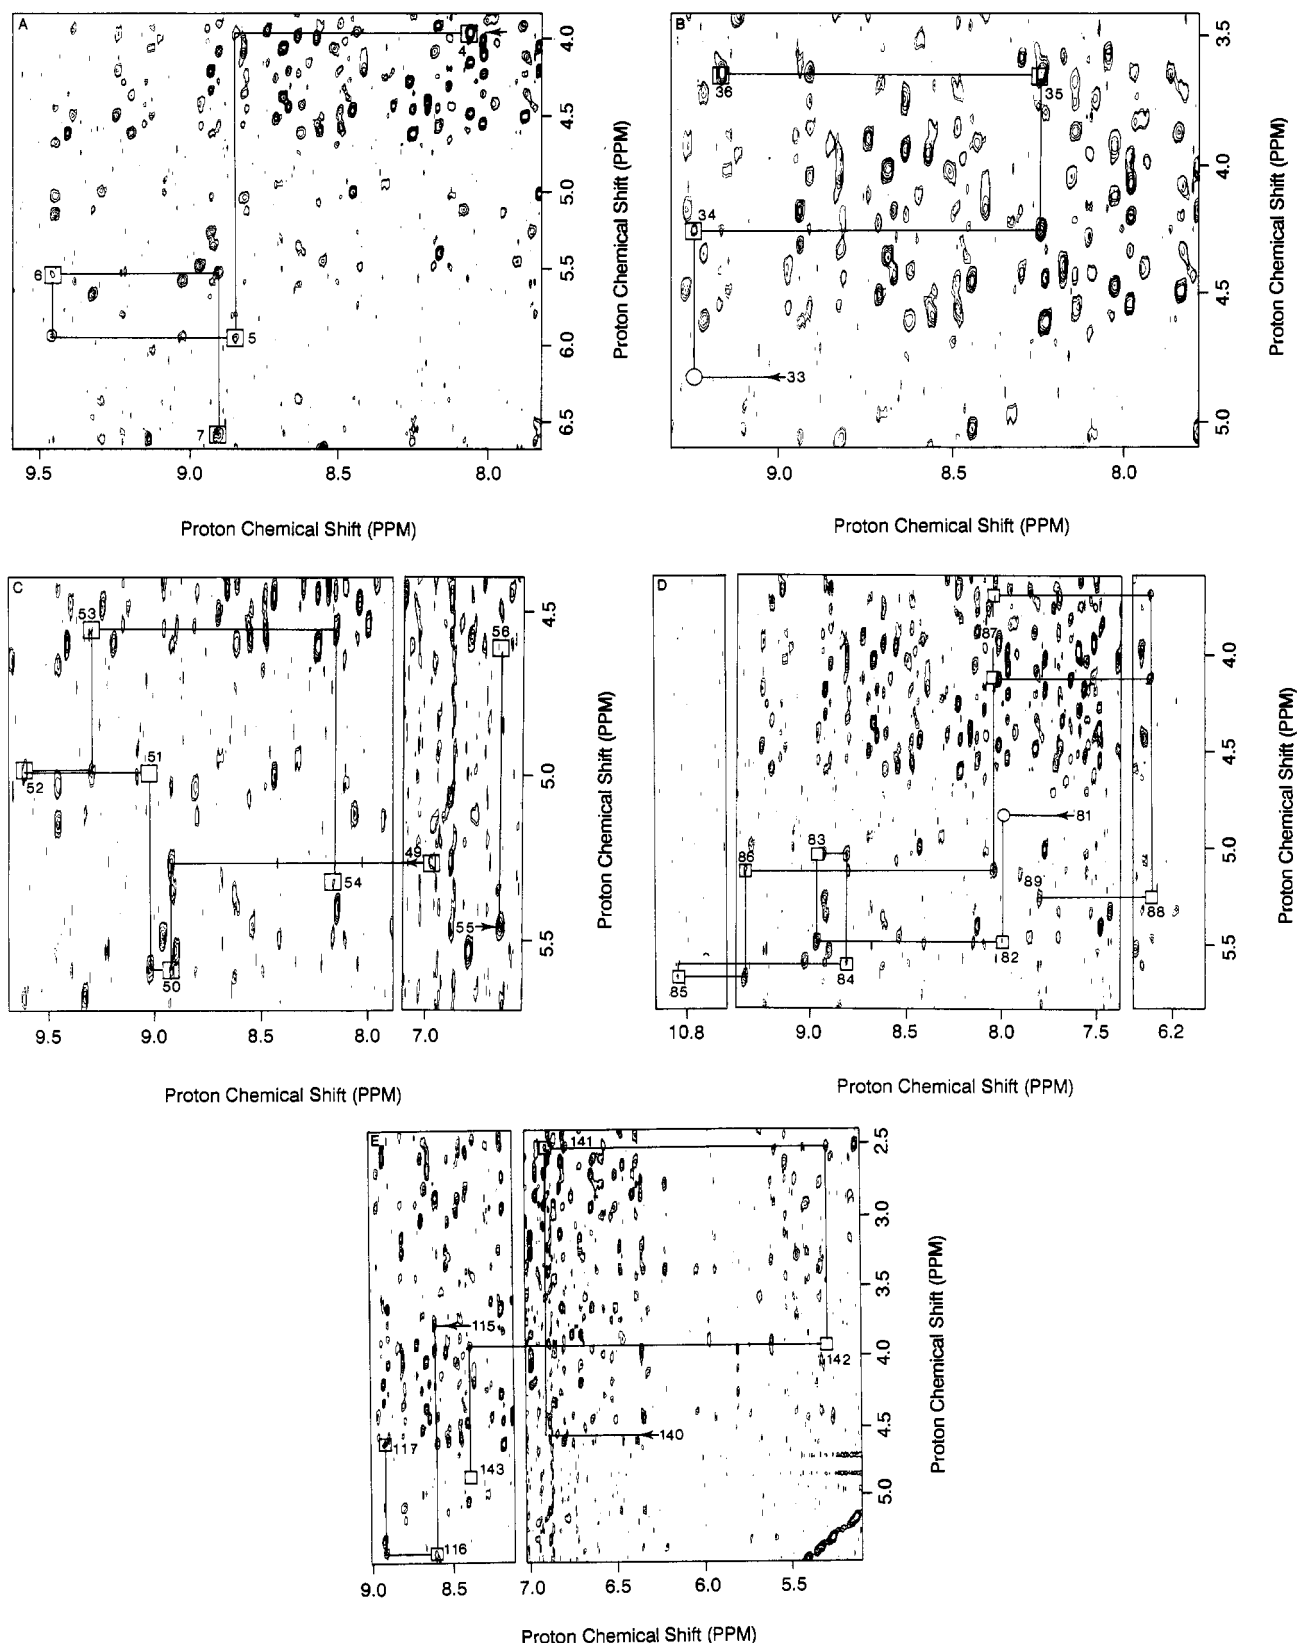 A
4.0
4.5
5.0
5.5
6.0
6.5
4
6
5
7
9.5 9.0 8.5 8.0
Proton Chemical Shift (PPM)
Proton Chemical Shift (PPM)
B
3.5
4.0
4.5
5.0
36
35
34
33
9.0 8.5 8.0
Proton Chemical Shift (PPM)
Proton Chemical Shift (PPM)
C
4.5
5.0
5.5
53
56
51
52
49
54
55
50
9.5 9.0 8.5 8.0 7.0
Proton Chemical Shift (PPM)
Proton Chemical Shift (PPM)
D
4.0
4.5
5.0
5.5
87
81
83
86
89
88
82
84
85
10.8 9.0 8.5 8.0 7.5 6.2
Proton Chemical Shift (PPM)
Proton Chemical Shift (PPM)
E
2.5
3.0
3.5
4.0
4.5
5.0
141
115
142
140
117
143
116
9.0 8.5 7.0 6.5 6.0 5.5
Proton Chemical Shift (PPM)
Proton Chemical Shift (PPM)